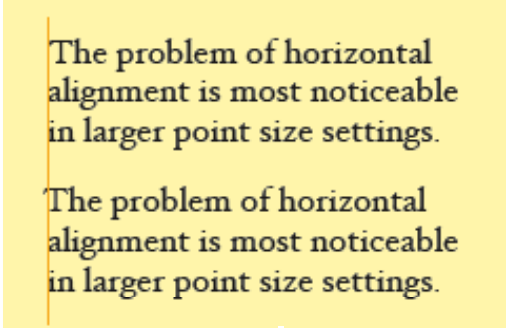 The problem of horizontal
alignment is most noticeable
in larger point size settings.
The problem of horizontal
alignment is most noticeable
in larger point size settings.